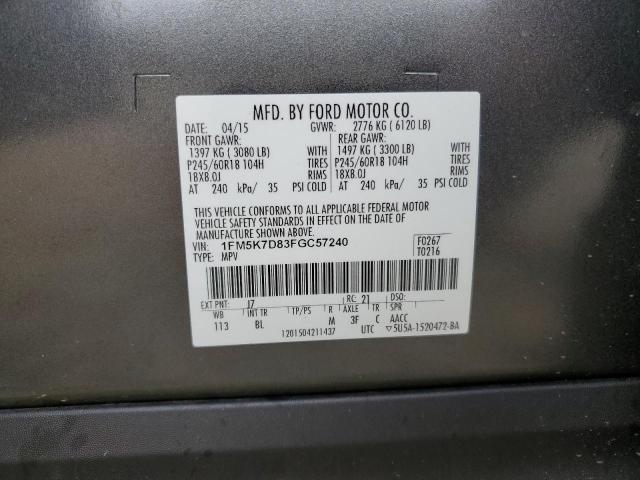 MFD. BY FORD MOTOR CO.
DATE: 04/15 GVWR: 2776 KG ( 6120 LB)
FRONT GAWR: REAR GAWR:
1397 KG ( 3080 LB) WITH 1497 KG ( 3300 LB) WITH
P245/60R18 104H TIRES P245/60R18 104H TIRES
18X8.0J RIMS 18X8.0J RIMS
AT 240 kPa/ 35 PSI COLD AT 240 kPa/ 35 PSI COLD
THIS VEHICLE CONFORMS TO ALL APPLICABLE FEDERAL MOTOR
VEHICLE SAFETY STANDARDS IN EFFECT ON THE DATE OF
MANUFACTURE SHOWN ABOVE.
VIN: 1FM5K7D83FGC57240 F0267
TYPE: MPV T0216
EXT PNT: J7 RC: 21 DSO:
WB INT TR TP/PS R AXLE TR SPR
113 BL M 3F C AACC
1201504211437 UTC ▽5U5A-1520472-BA